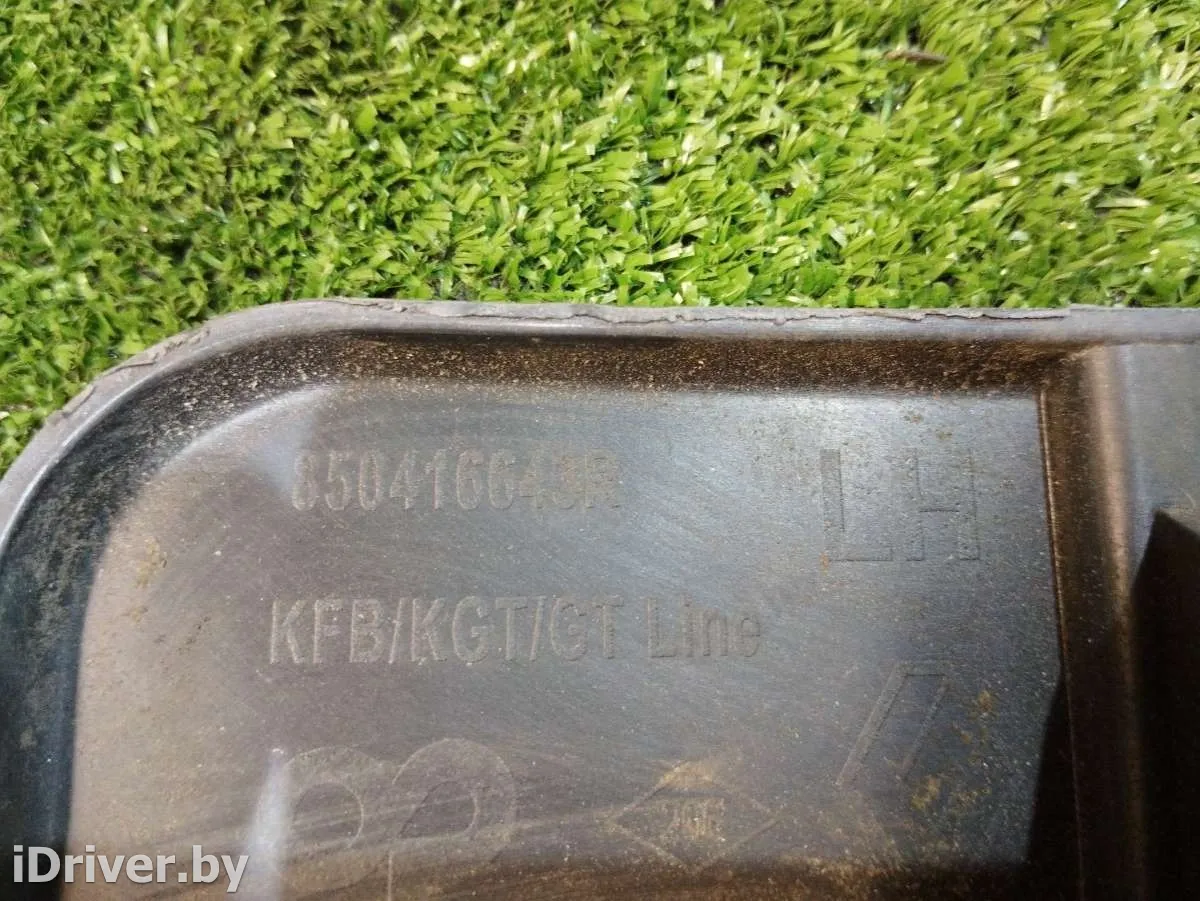 850416643R
LH
KFB/KGT/GT Line
iDriver.by